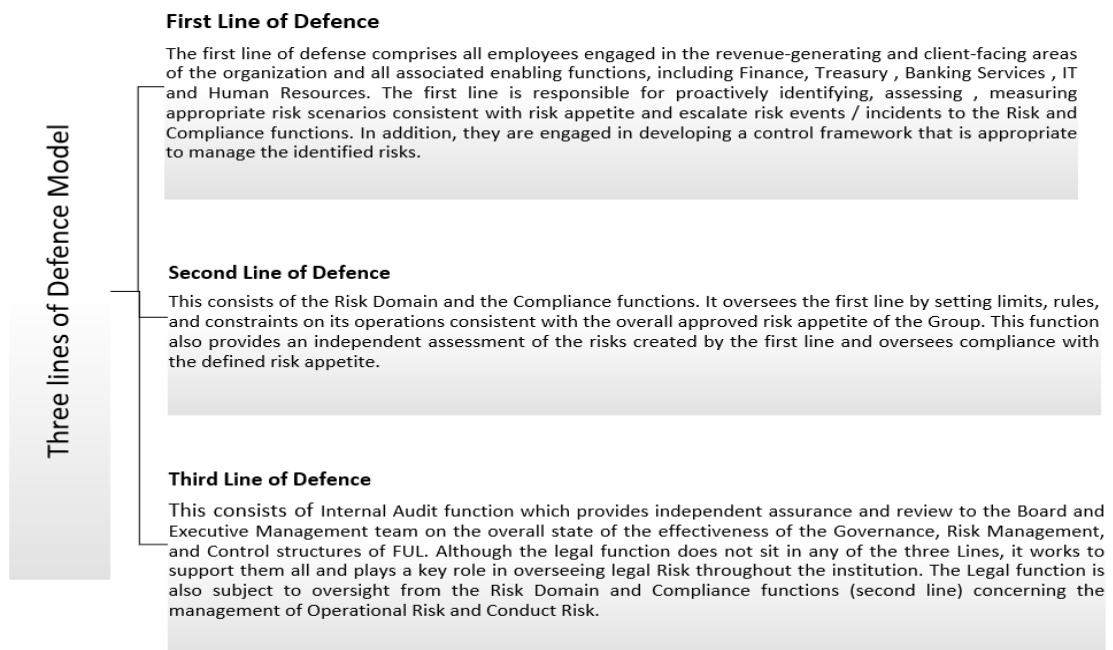 Three lines of Defence Model
First Line of Defence
The first line of defense comprises all employees engaged in the revenue-generating and client-facing areas
of the organization and all associated enabling functions, including Finance, Treasury , Banking Services , IT
and Human Resources. The first line is responsible for proactively identifying, assessing , measuring
appropriate risk scenarios consistent with risk appetite and escalate risk events / incidents to the Risk and
Compliance functions. In addition, they are engaged in developing a control framework that is appropriate
to manage the identified risks.
Second Line of Defence
This consists of the Risk Domain and the Compliance functions. It oversees the first line by setting limits, rules,
and constraints on its operations consistent with the overall approved risk appetite of the Group. This function
also provides an independent assessment of the risks created by the first line and oversees compliance with
the defined risk appetite.
Third Line of Defence
This consists of Internal Audit function which provides independent assurance and review to the Board and
Executive Management team on the overall state of the effectiveness of the Governance, Risk Management,
and Control structures of FUL. Although the legal function does not sit in any of the three Lines, it works to
support them all and plays a key role in overseeing legal Risk throughout the institution. The Legal function is
also subject to oversight from the Risk Domain and Compliance functions (second line) concerning the
management of Operational Risk and Conduct Risk.